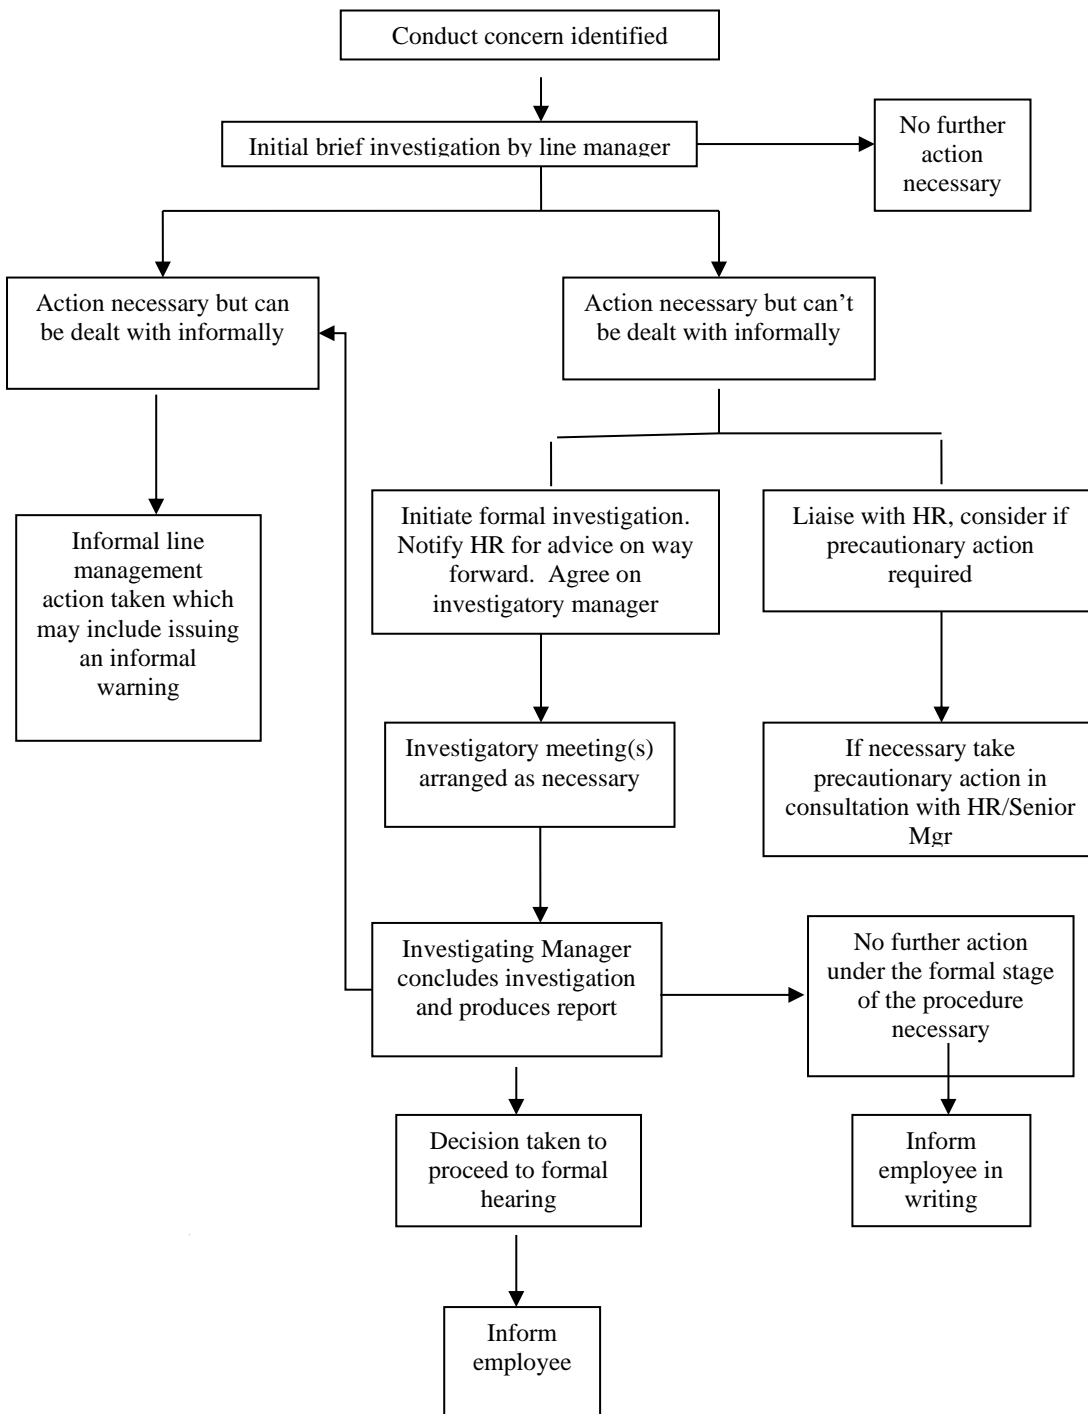 Conduct concern identified
Initial brief investigation by line manager
No further
action
necessary
Action necessary but can
be dealt with informally
Action necessary but can’t
be dealt with informally
Informal line
management
action taken which
may include issuing
an informal
warning
Initiate formal investigation.
Notify HR for advice on way
forward.  Agree on
investigatory manager
Liaise with HR, consider if
precautionary action
required
Investigatory meeting(s)
arranged as necessary
If necessary take
precautionary action in
consultation with HR/Senior
Mgr
Investigating Manager
concludes investigation
and produces report
No further action
under the formal stage
of the procedure
necessary
Decision taken to
proceed to formal
hearing
Inform
employee in
writing
Inform
employee